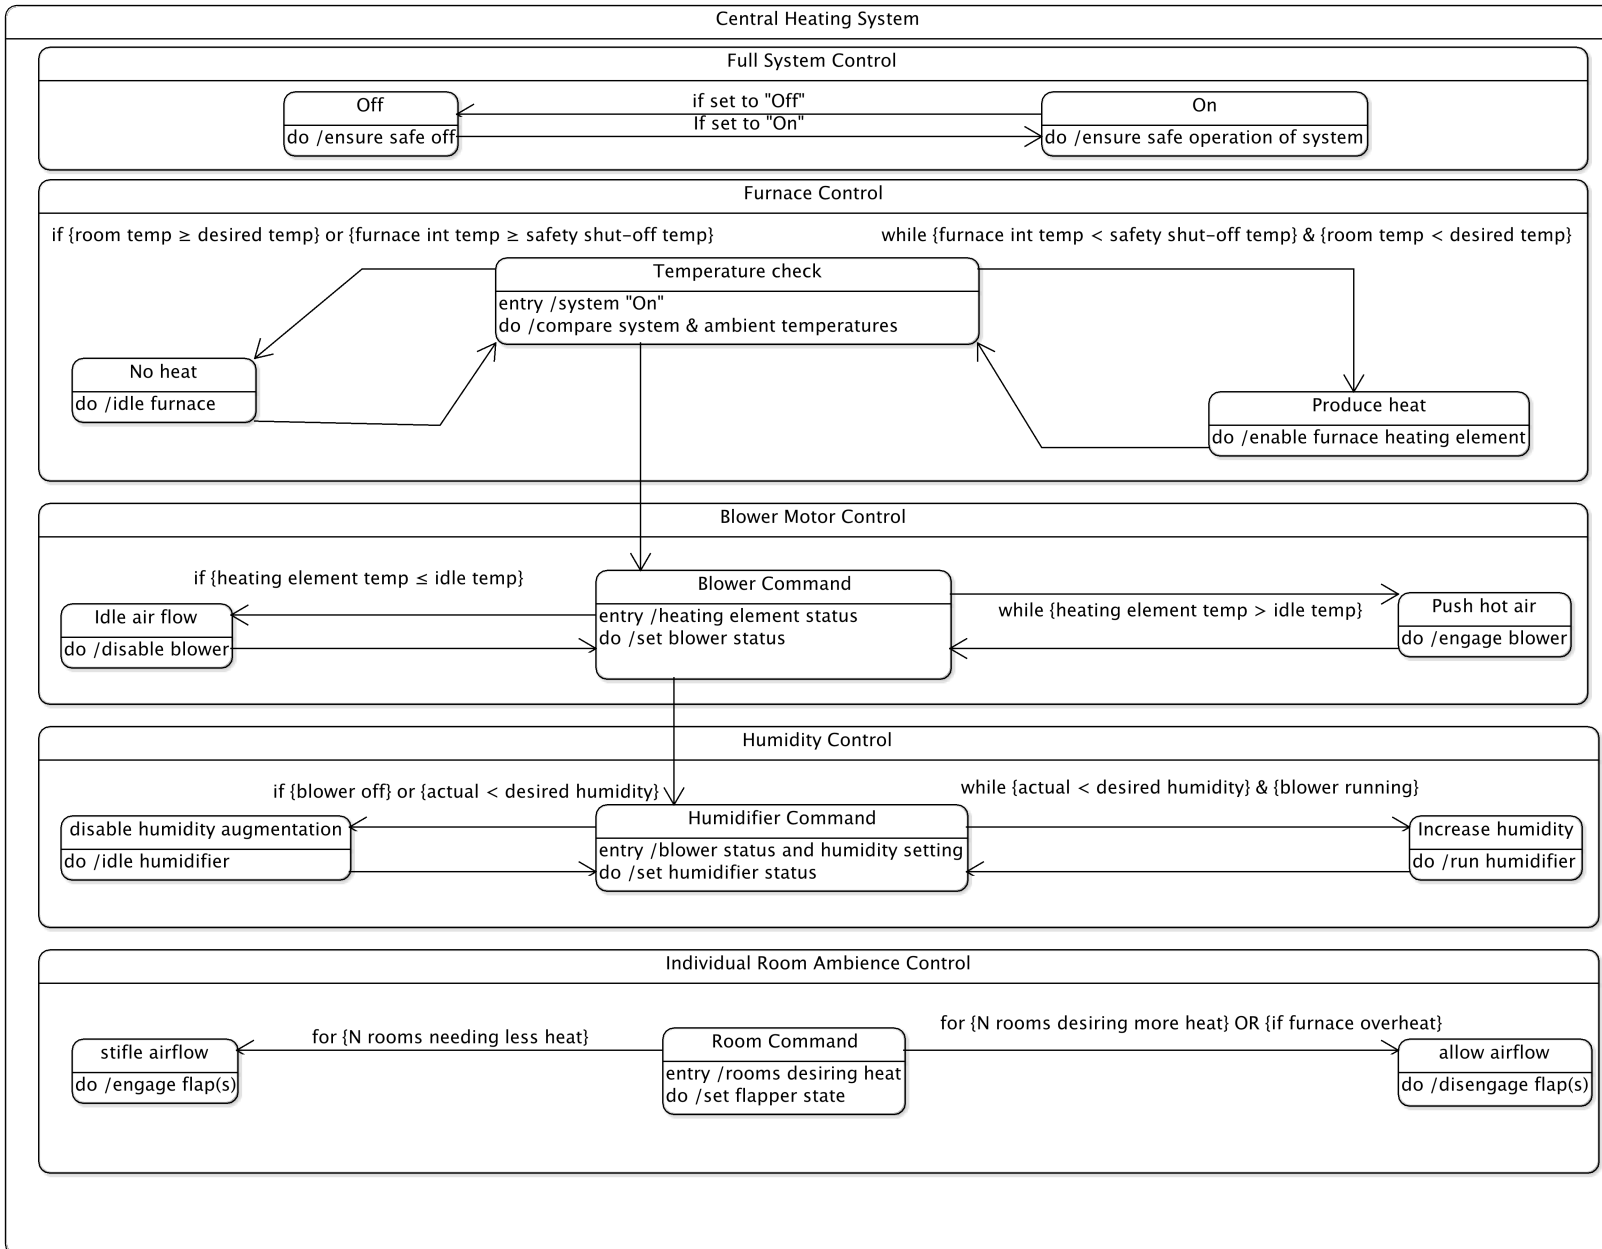 Central Heating System
Full System Control
Off
do /ensure safe off
if set to "Off"
If set to "On"
On
do /ensure safe operation of system
Furnace Control
if {room temp ≥ desired temp} or {furnace int temp ≥ safety shut-off temp}
while {furnace int temp < safety shut-off temp} & {room temp < desired temp}
Temperature check
entry /system "On"
do /compare system & ambient temperatures
No heat
do /idle furnace
Produce heat
do /enable furnace heating element
Blower Motor Control
if {heating element temp ≤ idle temp}
Idle air flow
do /disable blower
Blower Command
entry /heating element status
do /set blower status
while {heating element temp > idle temp}
Push hot air
do /engage blower
Humidity Control
if {blower off} or {actual < desired humidity}
while {actual < desired humidity} & {blower running}
disable humidity augmentation
do /idle humidifier
Humidifier Command
entry /blower status and humidity setting
do /set humidifier status
Increase humidity
do /run humidifier
Individual Room Ambience Control
for {N rooms needing less heat}
for {N rooms desiring more heat} OR {if furnace overheat}
stifle airflow
do /engage flap(s)
Room Command
entry /rooms desiring heat
do /set flapper state
allow airflow
do /disengage flap(s)